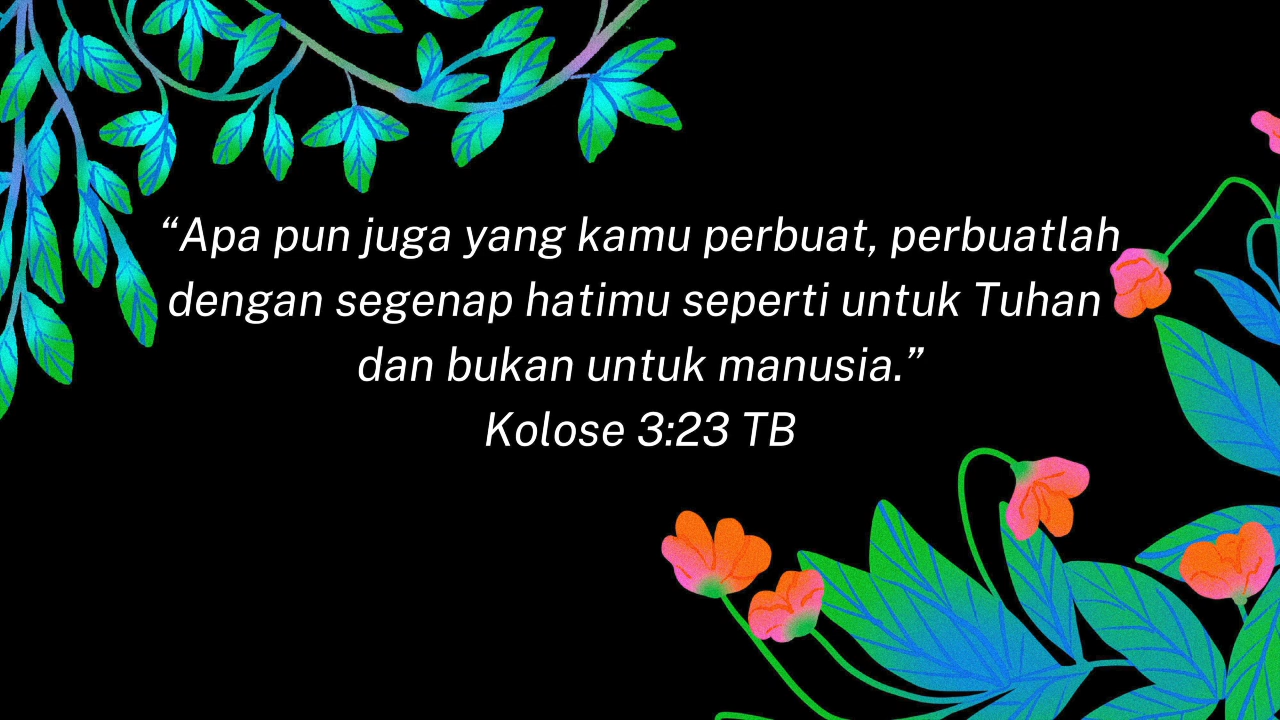 “Apa pun juga yang kamu perbuat, perbuatlah
dengan segenap hatimu seperti untuk Tuhan
dan bukan untuk manusia.”
Kolose 3:23 TB